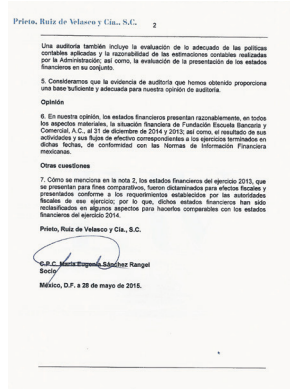 Prieto, Ruiz de Velasco y Cía., S.C.
2
Una auditoría también incluye la evaluación de lo adecuado de las políticas
contables aplicadas y la razonabilidad de las estimaciones contables realizadas
por la Administración; así como, la evaluación de la presentación de los estados
financieros en su conjunto.
5. Consideramos que la evidencia de auditoría que hemos obtenido proporciona
una base suficiente y adecuada para nuestra opinión de auditoría.
Opinión
6. En nuestra opinión, los estados financieros presentan razonablemente, en todos
los aspectos materiales, la situación financiera de Fundación Escuela Bancaria y
Comercial, A.C., al 31 de diciembre de 2014 y 2013; así como, el resultado de sus
actividades y sus flujos de efectivo correspondientes a los ejercicios terminados en
dichas fechas, de conformidad con las Normas de Información Financiera
mexicanas.
Otras cuestiones
7. Cómo se menciona en la nota 2, los estados financieros del ejercicio 2013, que
se presentan para fines comparativos, fueron dictaminados para efectos fiscales y
presentados conforme a los requerimientos establecidos por las autoridades
fiscales de ese ejercicio; por lo que, dichos estados financieros han sido
reclasificados en algunos aspectos para hacerlos comparables con los estados
financieros del ejercicio 2014.
Prieto, Ruiz de Velasco y Cía., S.C.
C.P.C. María Eugenia Sánchez Rangel
Socio
México, D.F. a 28 de mayo de 2015.